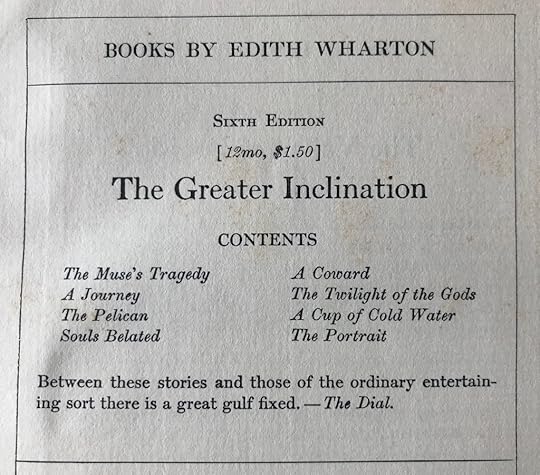 BOOKS BY EDITH WHARTON
SIXTH EDITION
[12mo, $1.50]
The Greater Inclination
CONTENTS
The Muse's Tragedy
A Journey
The Pelican
Souls Belated
A Coward
The Twilight of the Gods
A Cup of Cold Water
The Portrait
Between these stories and those of the ordinary entertain-
ing sort there is a great gulf fixed. — The Dial.